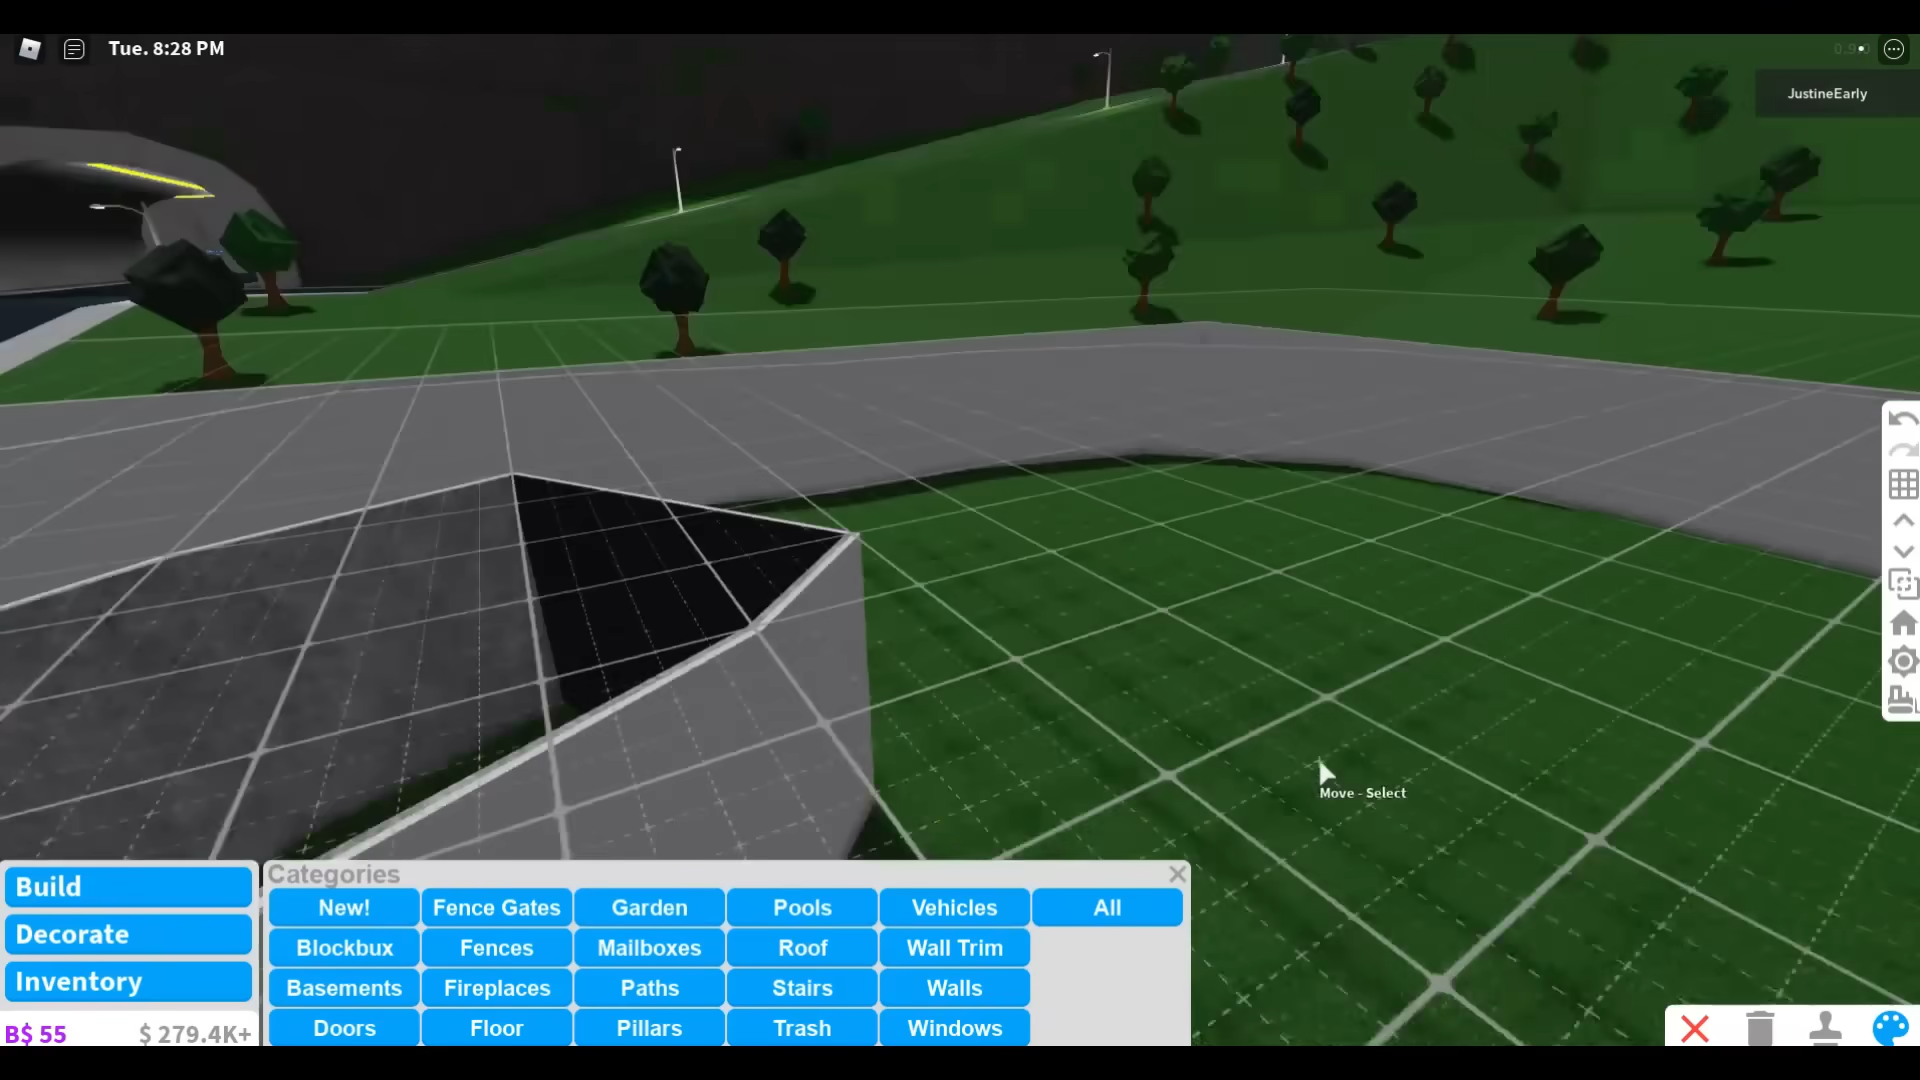 Tue. 8:28 PM
JustineEarly
Move - Select
Build
Decorate
Inventory
B$ 55
$ 279.4K+
Categories
New! Fence Gates Garden Pools Vehicles All
Blockbux Fences Mailboxes Roof Wall Trim
Basements Fireplaces Paths Stairs Walls
Doors Floor Pillars Trash Windows